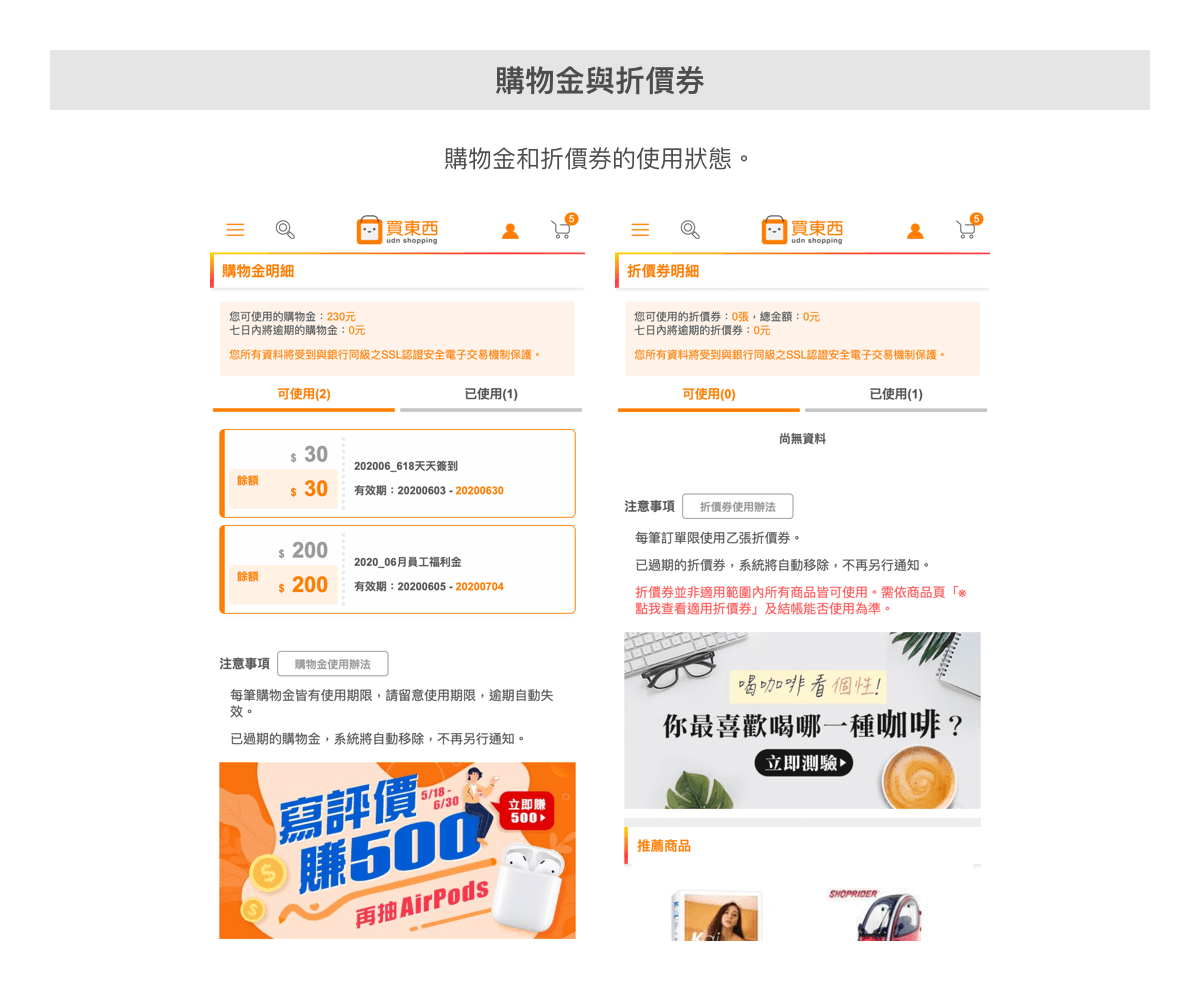 購物金與折價券
購物金和折價券的使用狀態。
買東西
udn shopping
5
購物金明細
您可使用的購物金：230元
七日內將逾期的購物金：0元
您所有資料將受到與銀行同級之SSL認證安全電子交易機制保護。
可使用(2)
已使用(1)
$ 30
餘額
$ 30
202006_618天天簽到
有效期：20200603 - 20200630
$ 200
餘額
$ 200
2020_06月員工福利金
有效期：20200605 - 20200704
注意事項
購物金使用辦法
每筆購物金皆有使用期限，請留意使用期限，逾期自動失
效。
已過期的購物金，系統將自動移除，不再另行通知。
寫評價
5/18 -
6/30
立即賺
500
賺500
再抽AirPods
買東西
udn shopping
5
折價券明細
您可使用的折價券：0張，總金額：0元
七日內將逾期的折價券：0元
您所有資料將受到與銀行同級之SSL認證安全電子交易機制保護。
可使用(0)
已使用(1)
尚無資料
注意事項
折價券使用辦法
每筆訂單限使用乙張折價券。
已過期的折價券，系統將自動移除，不再另行通知。
折價券並非適用範圍內所有商品皆可使用。需依商品頁「※
點我查看適用折價券」及結帳能否使用為準。
喝咖啡看個性!
你最喜歡喝哪一種咖啡？
立即測驗
推薦商品
SHOPRIDER